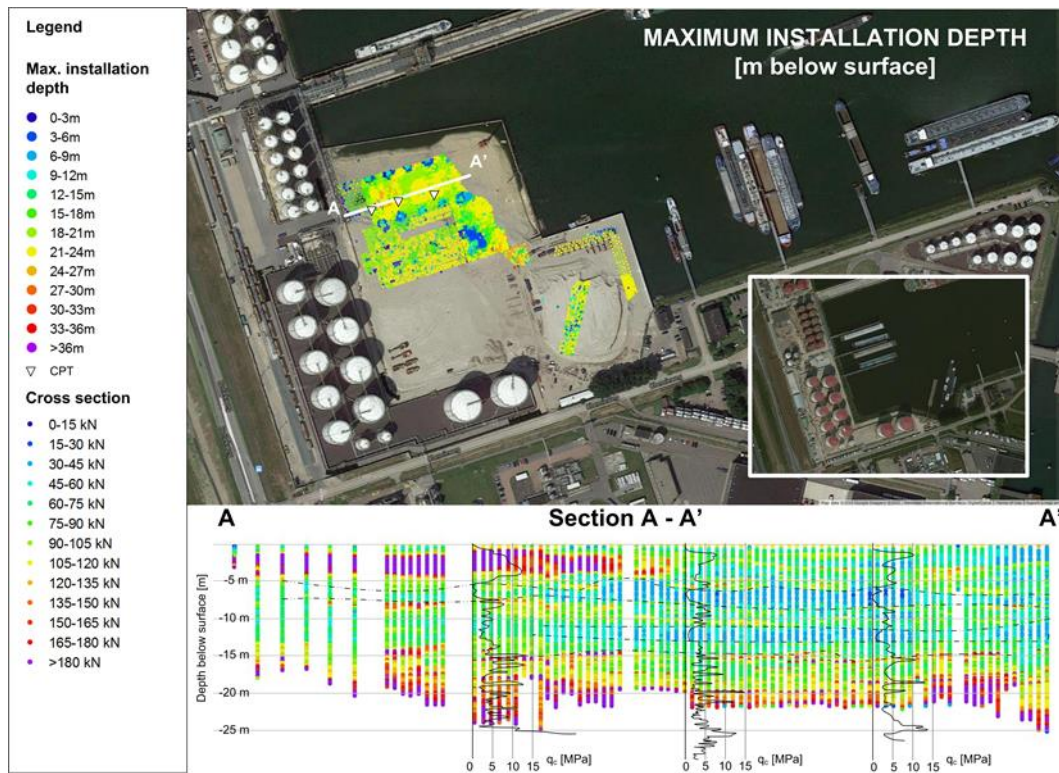 Legend
Max. installation
depth
0-3m
3-6m
6-9m
9-12m
12-15m
15-18m
18-21m
21-24m
24-27m
27-30m
30-33m
33-36m
>36m
CPT
Cross section
0-15 kN
15-30 kN
30-45 kN
45-60 kN
60-75 kN
75-90 kN
90-105 kN
105-120 kN
120-135 kN
135-150 kN
150-165 kN
165-180 kN
>180 kN
MAXIMUM INSTALLATION DEPTH
[m below surface]
A
A'
A
Section A - A'
A'
Depth below surface [m]
-5 m
-10 m
-15 m
-20 m
-25 m
0 5 10 15 qc [MPa]
0 5 10 15 qc [MPa]
0 5 10 15 qc [MPa]